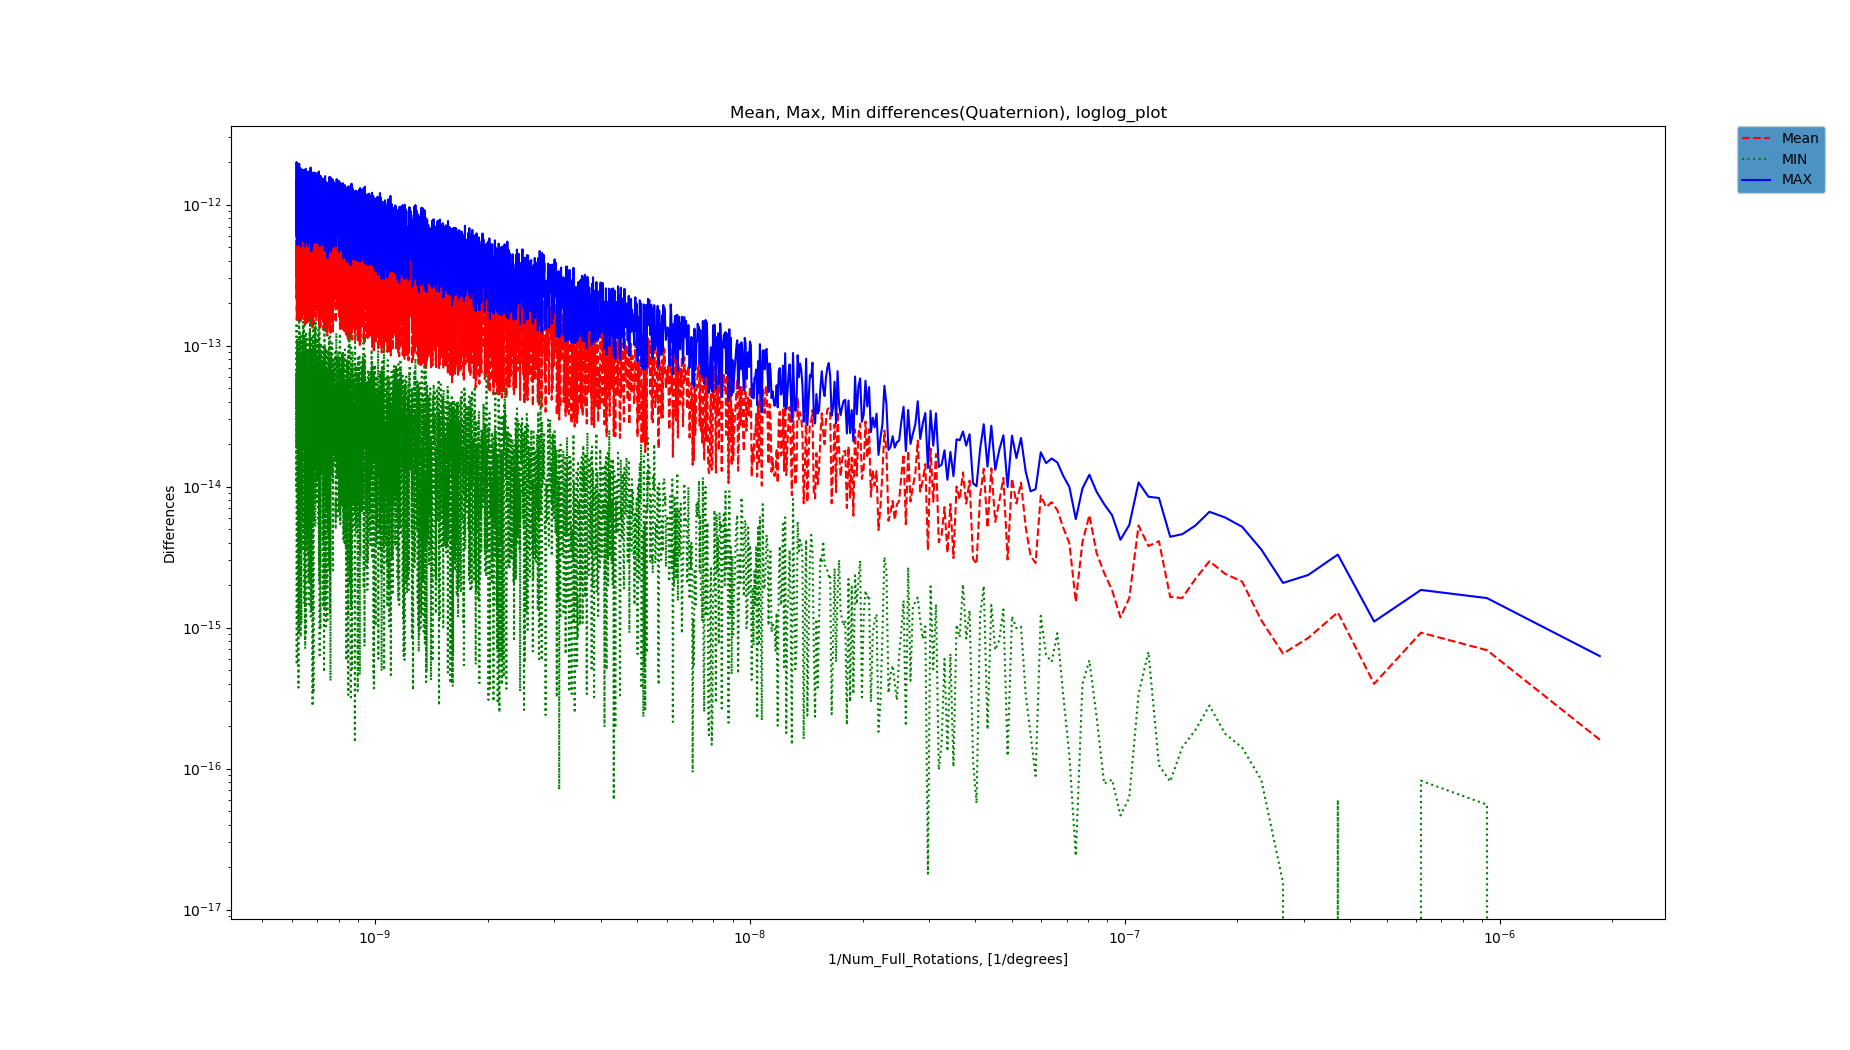 Mean, Max, Min differences(Quaternion), loglog_plot
Mean
MIN
MAX
Differences
10⁻¹²
10⁻¹³
10⁻¹⁴
10⁻¹⁵
10⁻¹⁶
10⁻¹⁷
10⁻⁹ 10⁻⁸ 10⁻⁷ 10⁻⁶
1/Num_Full_Rotations, [1/degrees]